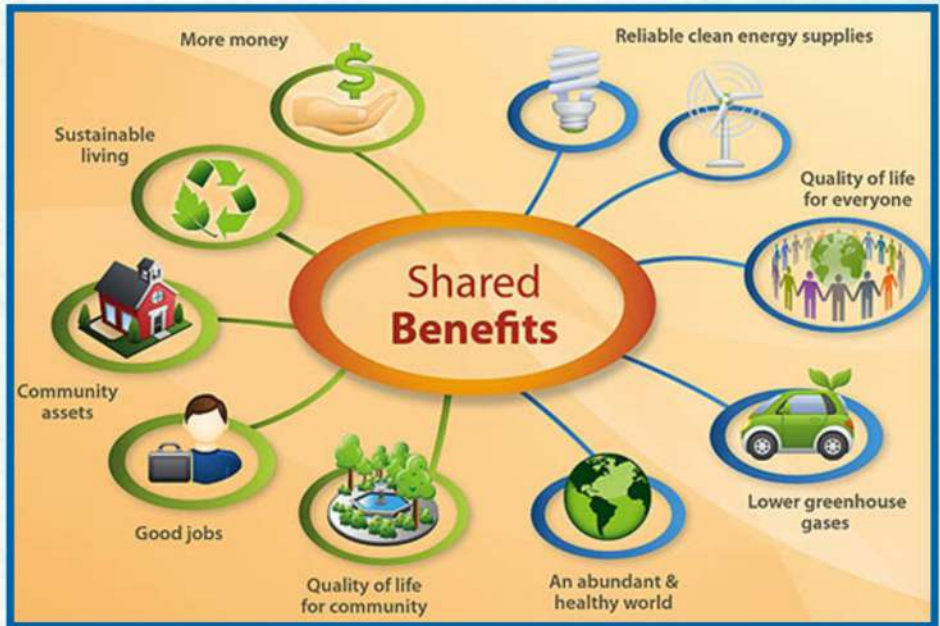 More money
Reliable clean energy supplies
Sustainable
living
Quality of life
for everyone
Shared
Benefits
Community
assets
Lower greenhouse
gases
Good jobs
Quality of life
for community
An abundant &
healthy world